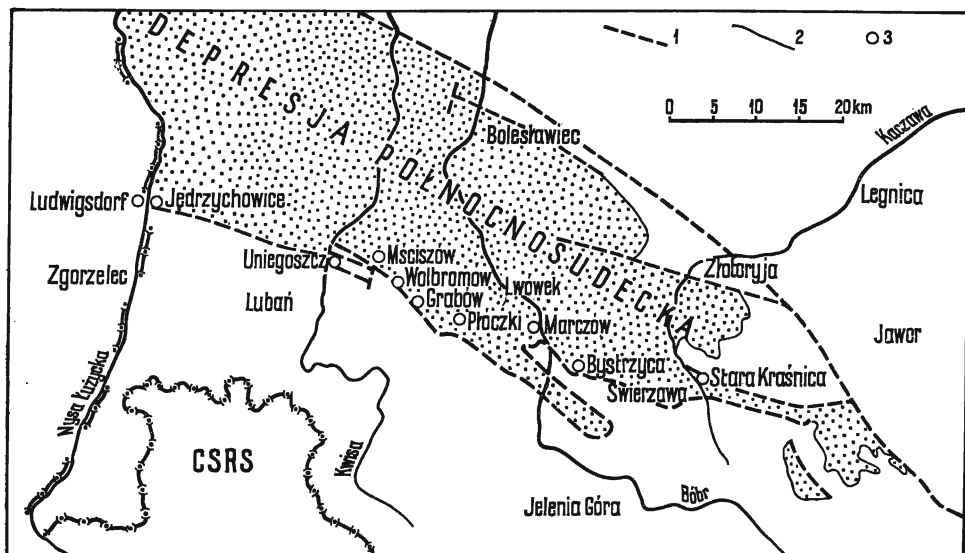 DEPRESJA PÓŁNOCNOSUDECKA
1 2 3
0 5 10 15 20 km
Kaczawa
Bolesławiec
Legnica
Ludwigsdorf
Jędrzychowice
Zgorzelec
Uniegoszcz
Mściszów
Lubań
Wolbromów
Grabów
Lwówek
Płoczki
Marczów
Złotoryja
Jawor
Bystrzyca
Stara Kraśnica
Świerzawa
Nysa Łużycka
CSRS
Kwisa
Jelenia Góra
Bóbr